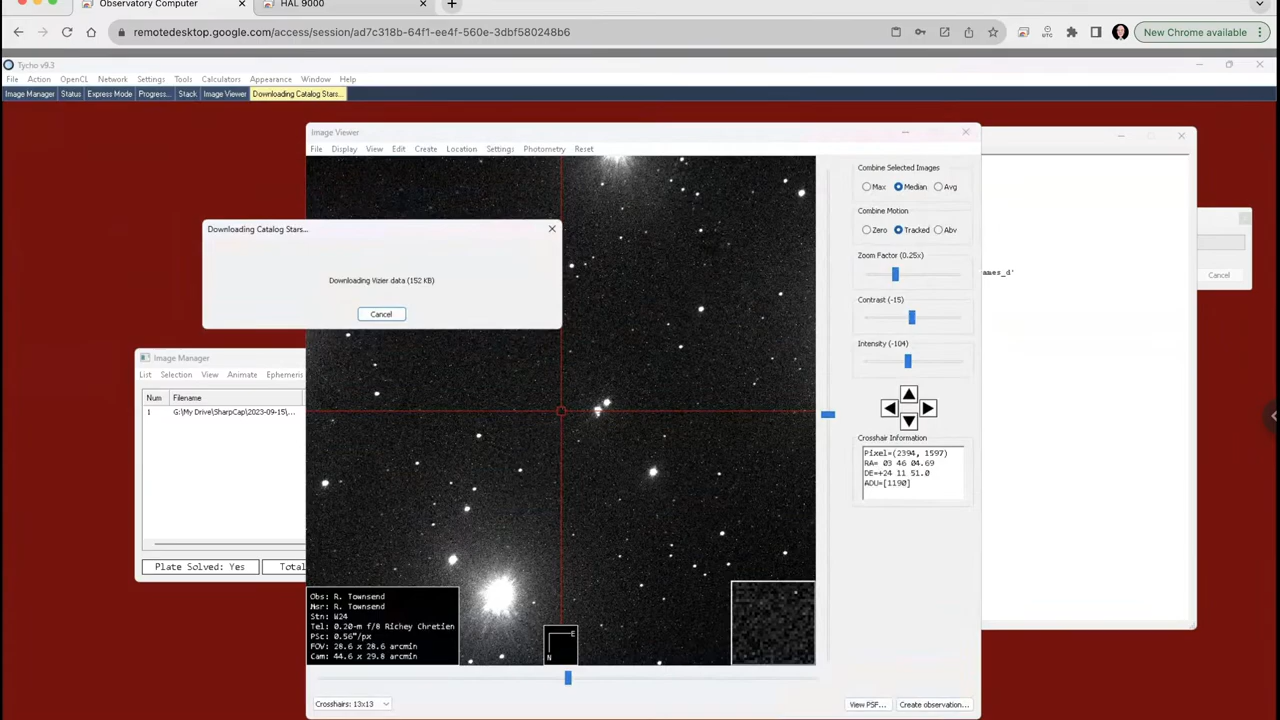 Observatory Computer
HAL 9000
remotedesktop.google.com/access/session/ad7c318b-64f1-ee4f-560e-3dbf580248b6
New Chrome available
Tycho v9.3
File Action OpenCL Network Settings Tools Calculators Appearance Window Help
Image Manager Status Express Mode Progress... Stack Image Viewer Downloading Catalog Stars...
Image Viewer
File Display View Edit Create Location Settings Photometry Reset
Combine Selected Images
Max Median Avg
Combine Motion
Zero Tracked Abv
Zoom Factor (0.25x)
Contrast (-15)
Intensity (-104)
Crosshair Information
Pixel=(2394, 1597)
RA= 03 46 04.69
DE=+24 11 51.0
ADU=[1190]
Downloading Catalog Stars...
Downloading Vizier data (152 KB)
Cancel
ames_d'
Cancel
Image Manager
List Selection View Animate Ephemeris
Num Filename
1 G:\My Drive\SharpCap\2023-09-15\...
Plate Solved: Yes
Total
Obs: R. Townsend
Msr: R. Townsend
Stn: W24
Tel: 0.20-m f/8 Richey Chretien
PSc: 0.56"/px
FOV: 28.6 x 28.6 arcmin
Cam: 44.6 x 29.8 arcmin
E
N
Crosshairs: 13x13
View PSF...
Create observation...